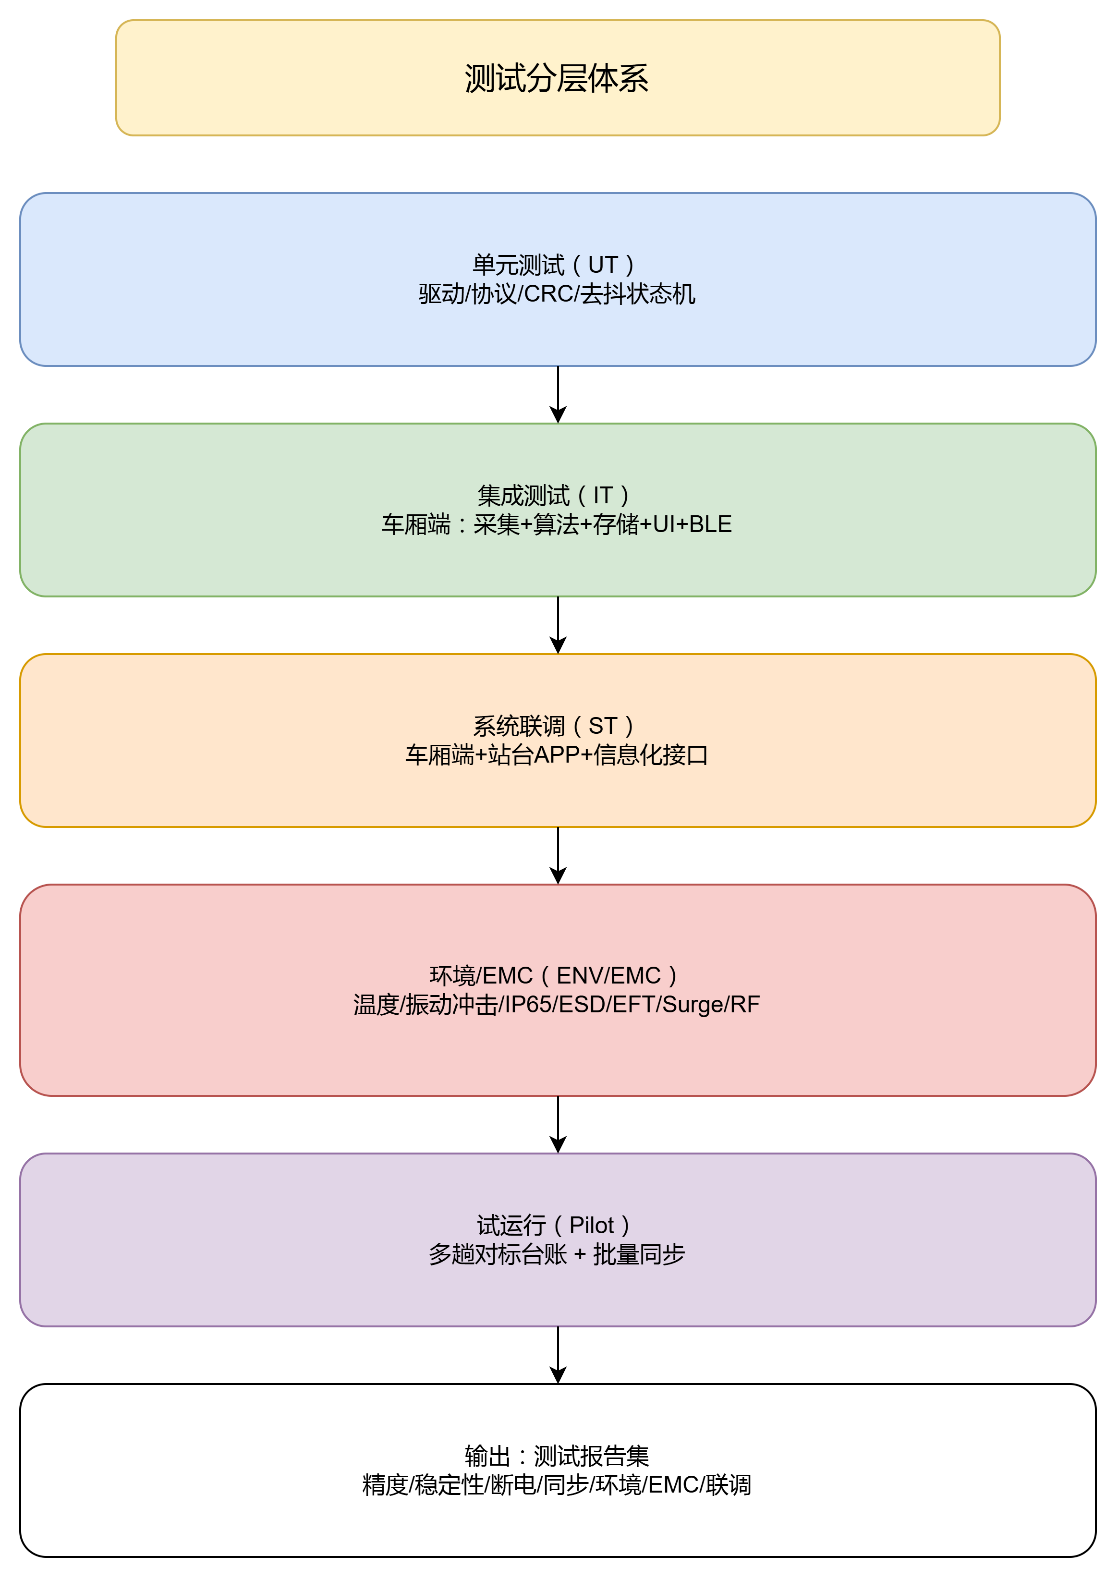 测试分层体系
单元测试（UT）
驱动/协议/CRC/去抖状态机
集成测试（IT）
车厢端：采集+算法+存储+UI+BLE
系统联调（ST）
车厢端+站台APP+信息化接口
环境/EMC（ENV/EMC）
温度/振动冲击/IP65/ESD/EFT/Surge/RF
试运行（Pilot）
多趟对标台账 + 批量同步
输出：测试报告集
精度/稳定性/断电/同步/环境/EMC/联调